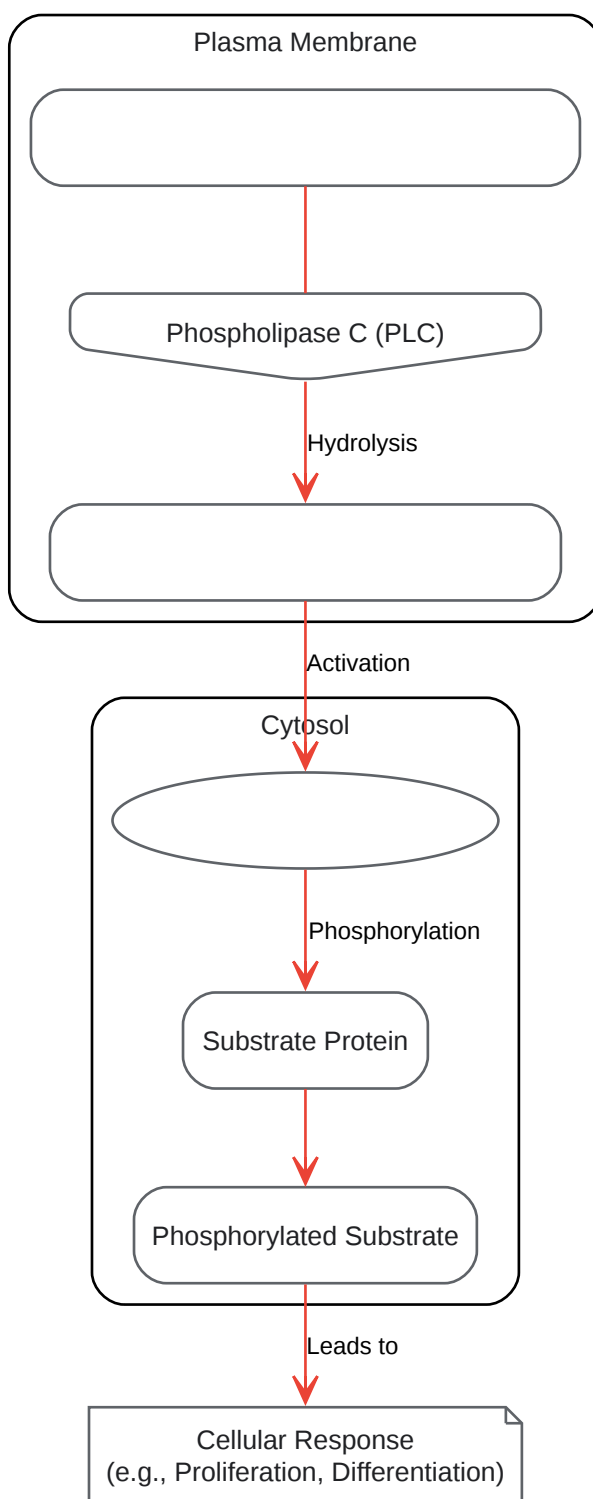 Plasma Membrane
Phospholipase C (PLC)
Hydrolysis
Activation
Cytosol
Phosphorylation
Substrate Protein
Phosphorylated Substrate
Leads to
Cellular Response
(e.g., Proliferation, Differentiation)